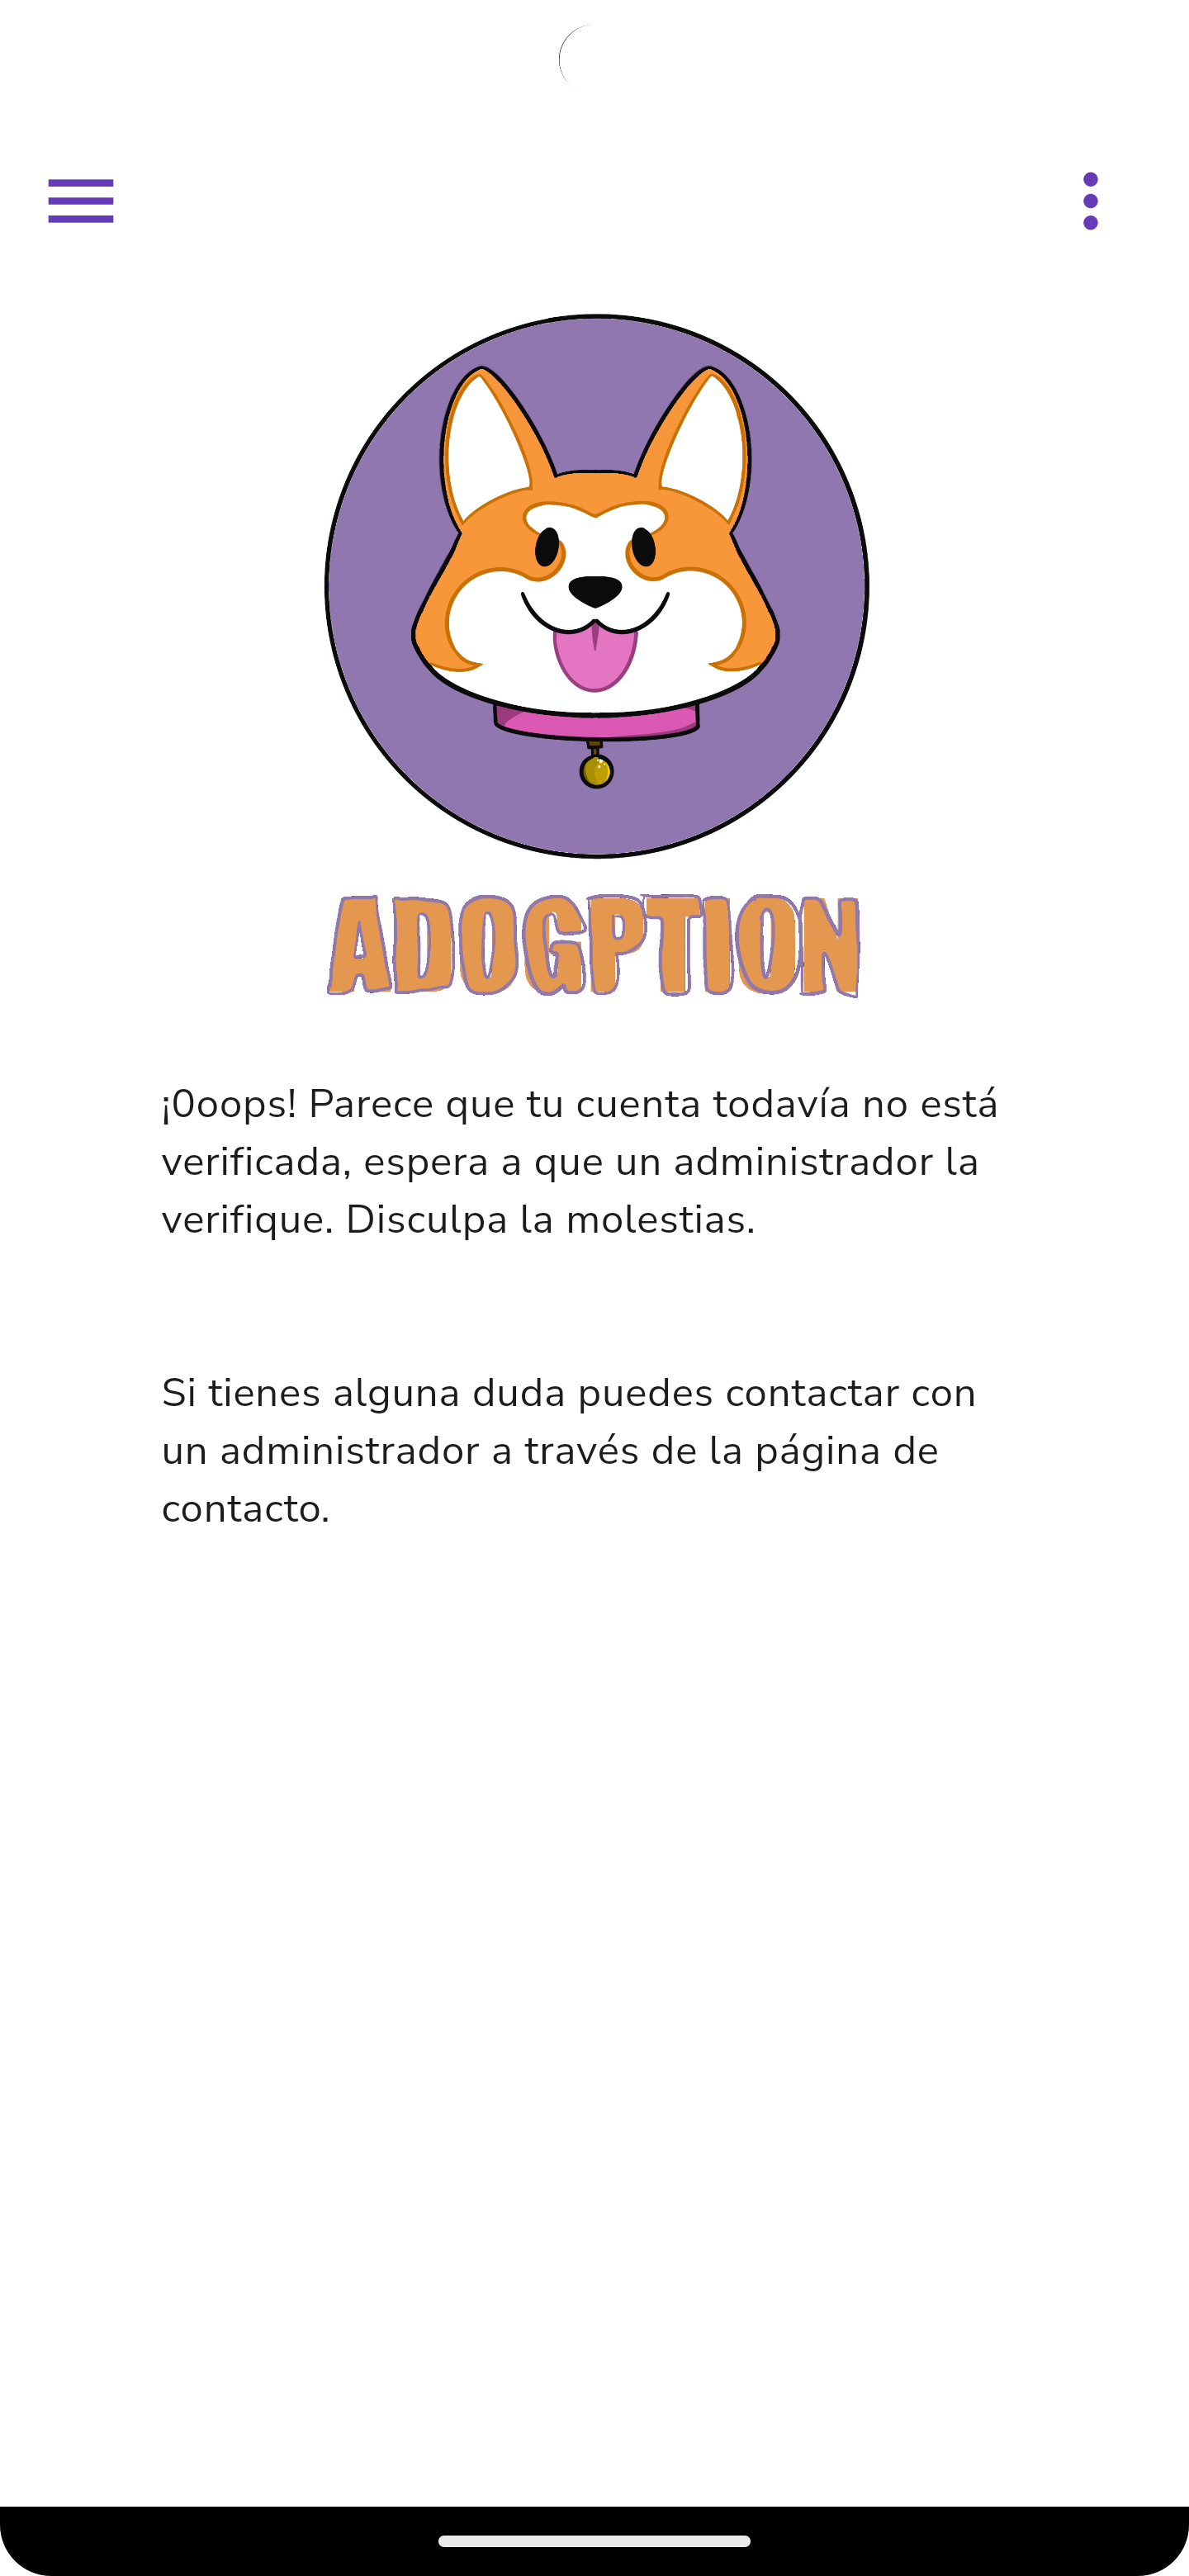 ADOGPTION
¡0oops! Parece que tu cuenta todavía no está
verificada, espera a que un administrador la
verifique. Disculpa la molestias.
Si tienes alguna duda puedes contactar con
un administrador a través de la página de
contacto.